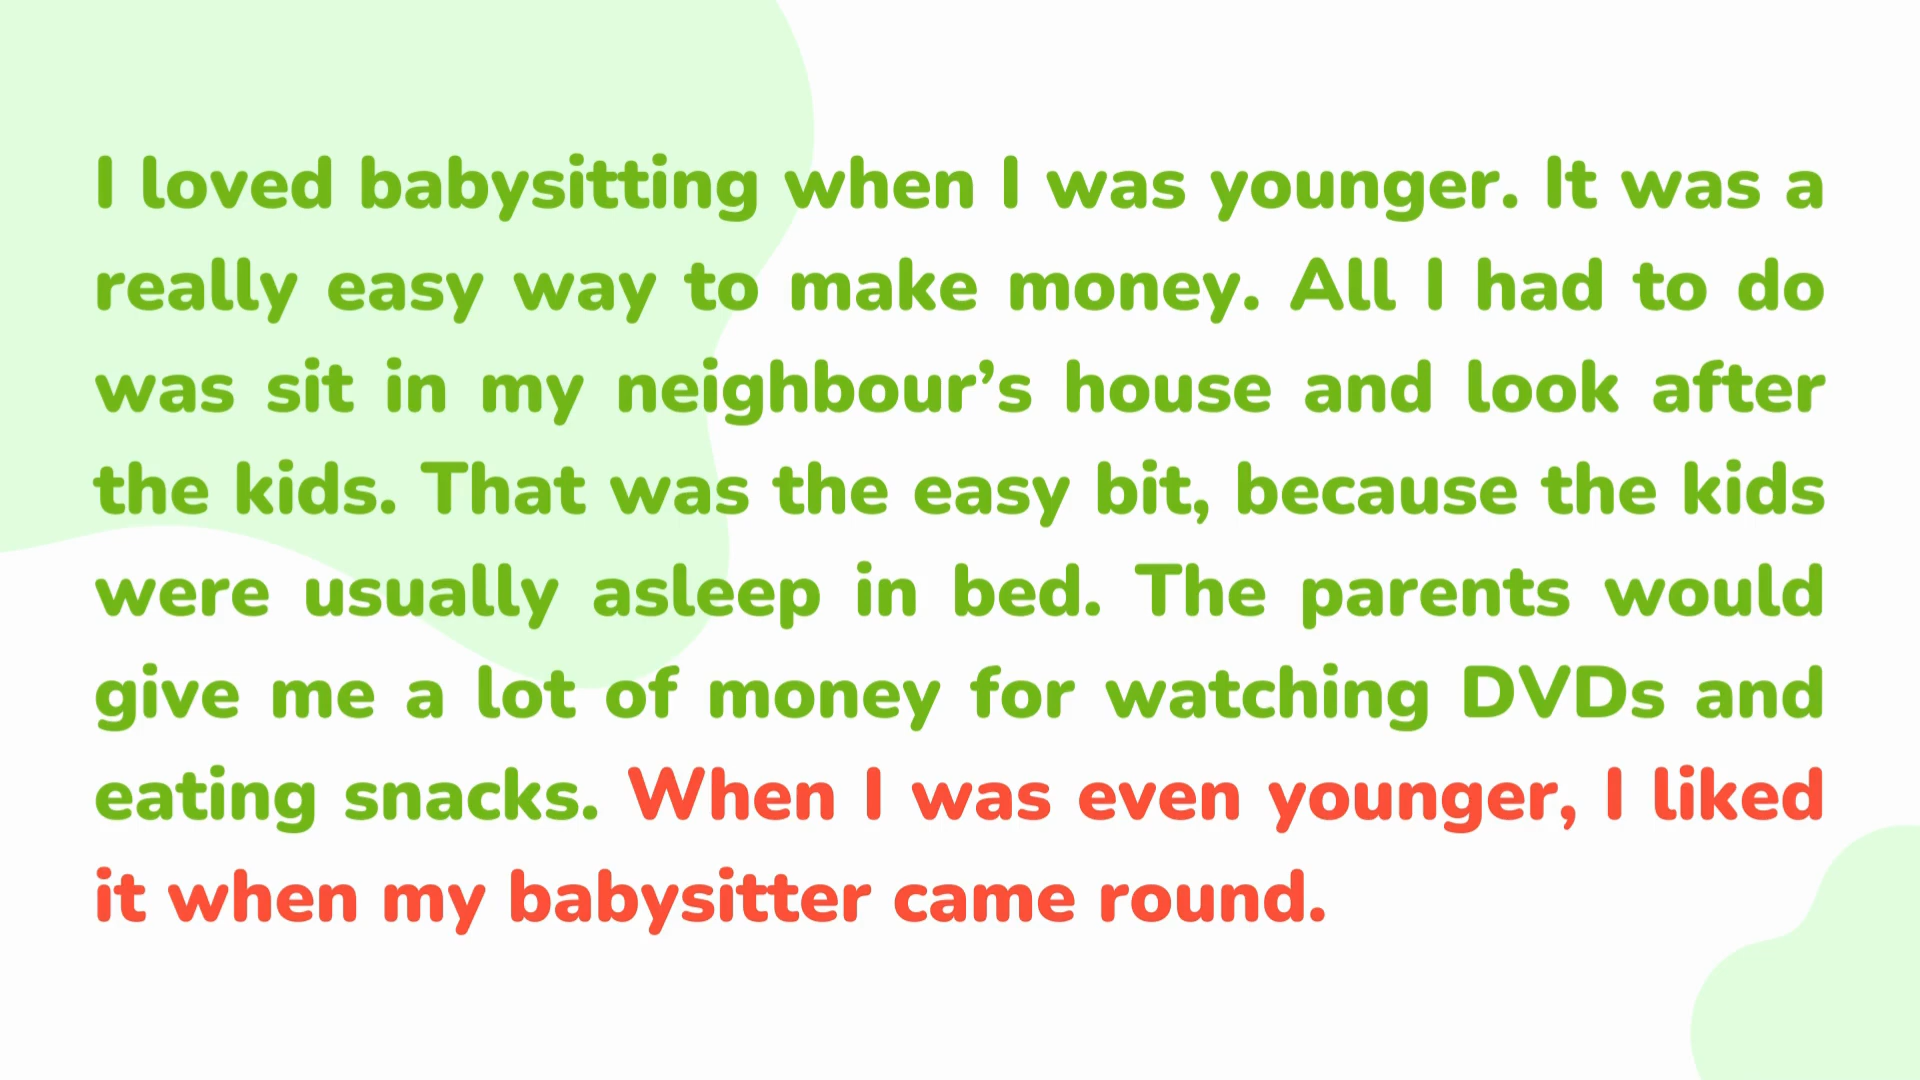 I loved babysitting when I was younger. It was a
really easy way to make money. All I had to do
was sit in my neighbour’s house and look after
the kids. That was the easy bit, because the kids
were usually asleep in bed. The parents would
give me a lot of money for watching DVDs and
eating snacks. When I was even younger, I liked
it when my babysitter came round.